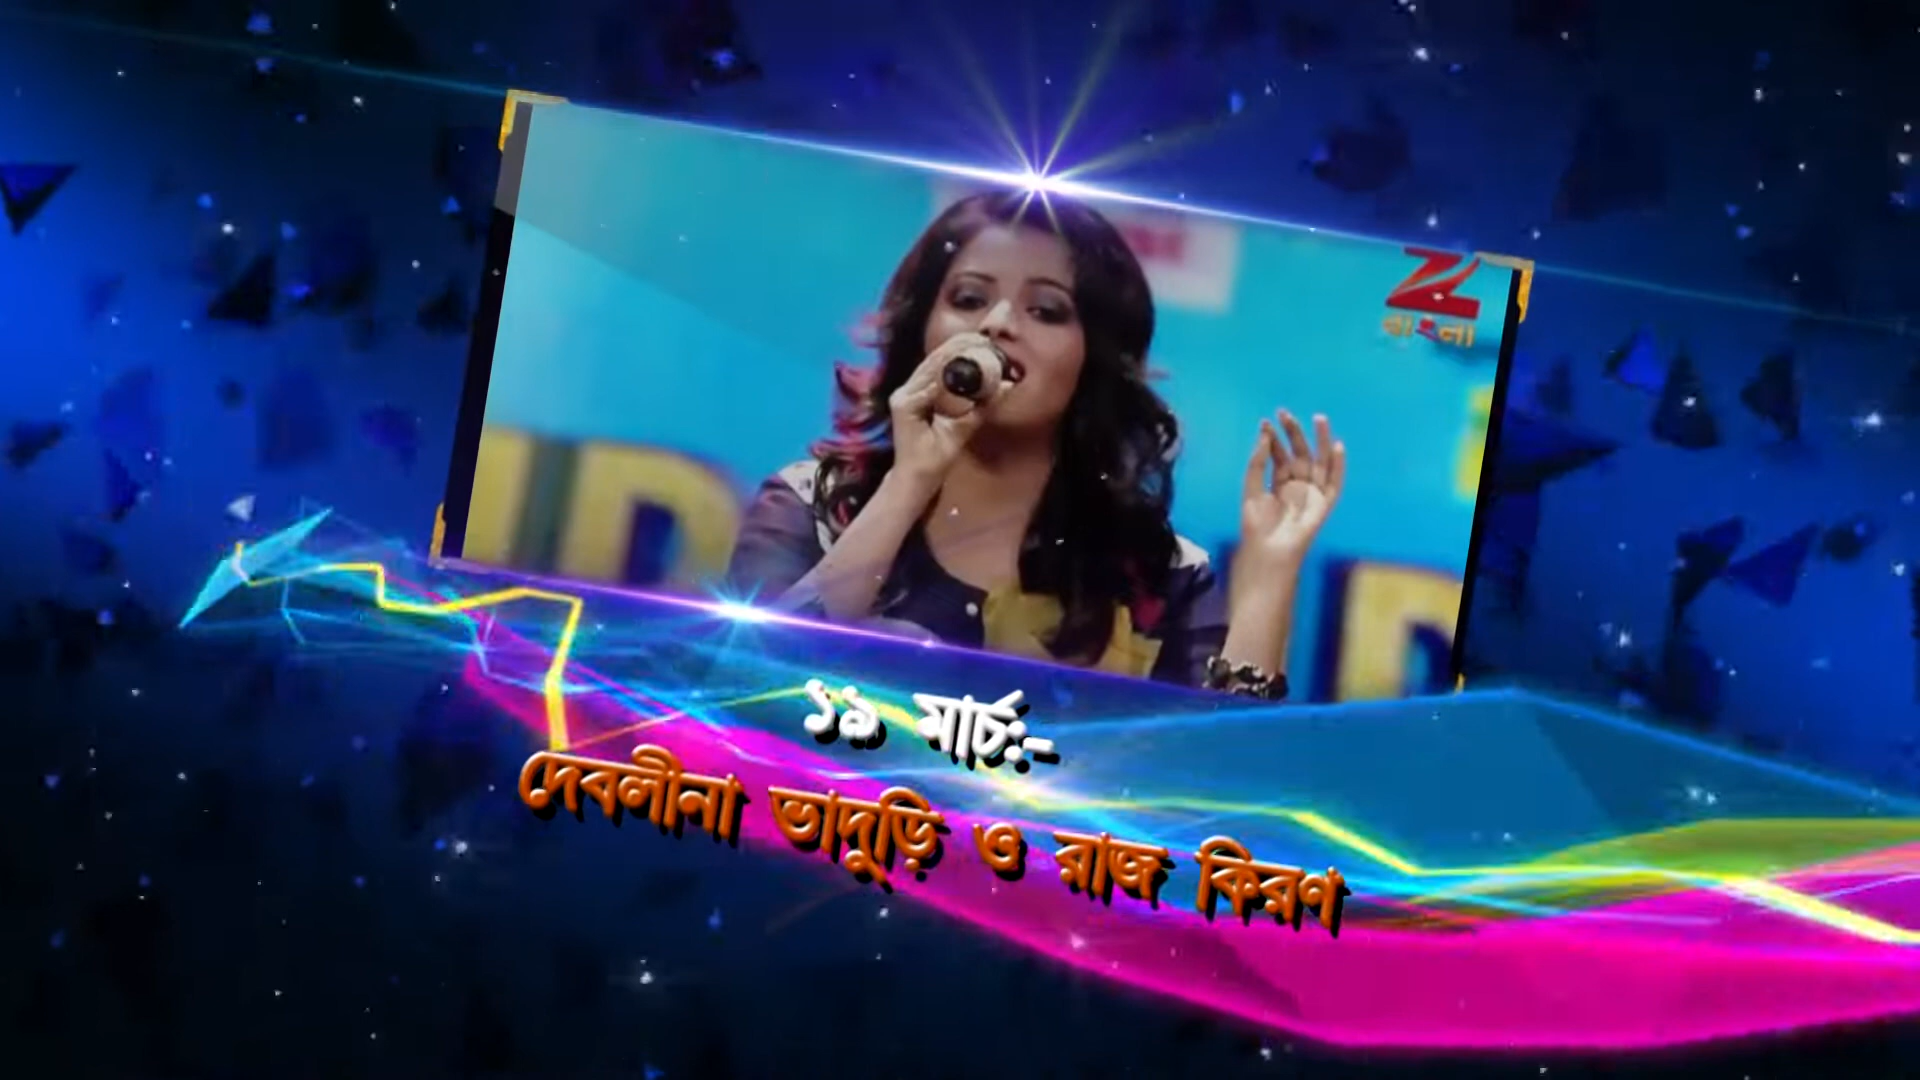 বাংলা
১৯ মার্চ:-
দেবলীনা ভাদুড়ি ও রাজ কিরণ